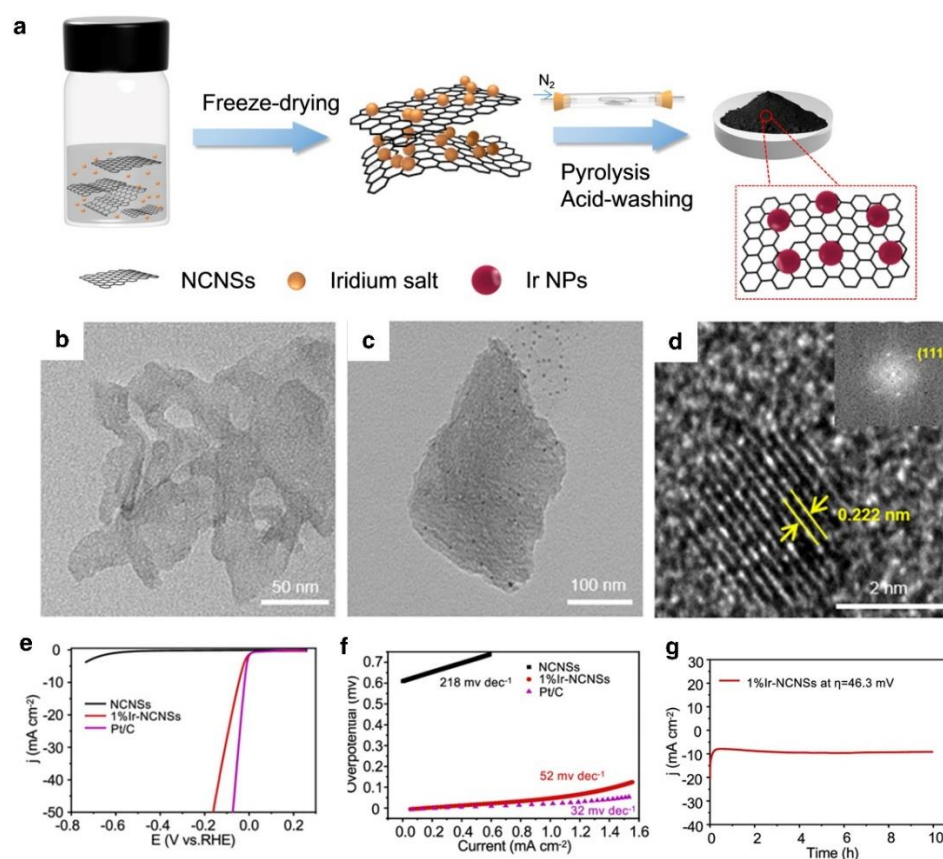 a
Freeze-drying
N2
Pyrolysis
Acid-washing
NCNSs
Iridium salt
Ir NPs
b
50 nm
c
100 nm
d
(111
0.222 nm
2 nm
e
0
-10
-20
-30
-40
-50
j (mA cm-2)
NCNSs
1%Ir-NCNSs
Pt/C
-0.8 -0.6 -0.4 -0.2 0.0 0.2
E (V vs.RHE)
f
0.7
0.6
0.5
0.4
0.3
0.2
0.1
0
Overpotential (mv)
NCNSs
1%Ir-NCNSs
Pt/C
218 mv dec-1
52 mv dec-1
32 mv dec-1
0.0 0.2 0.4 0.6 0.8 1.0 1.2 1.4 1.6
Current (mA cm-2)
g
30
20
10
0
-10
-20
-30
-40
j (mA cm-2)
1%Ir-NCNSs at η=46.3 mV
0 2 4 6 8 10
Time (h)